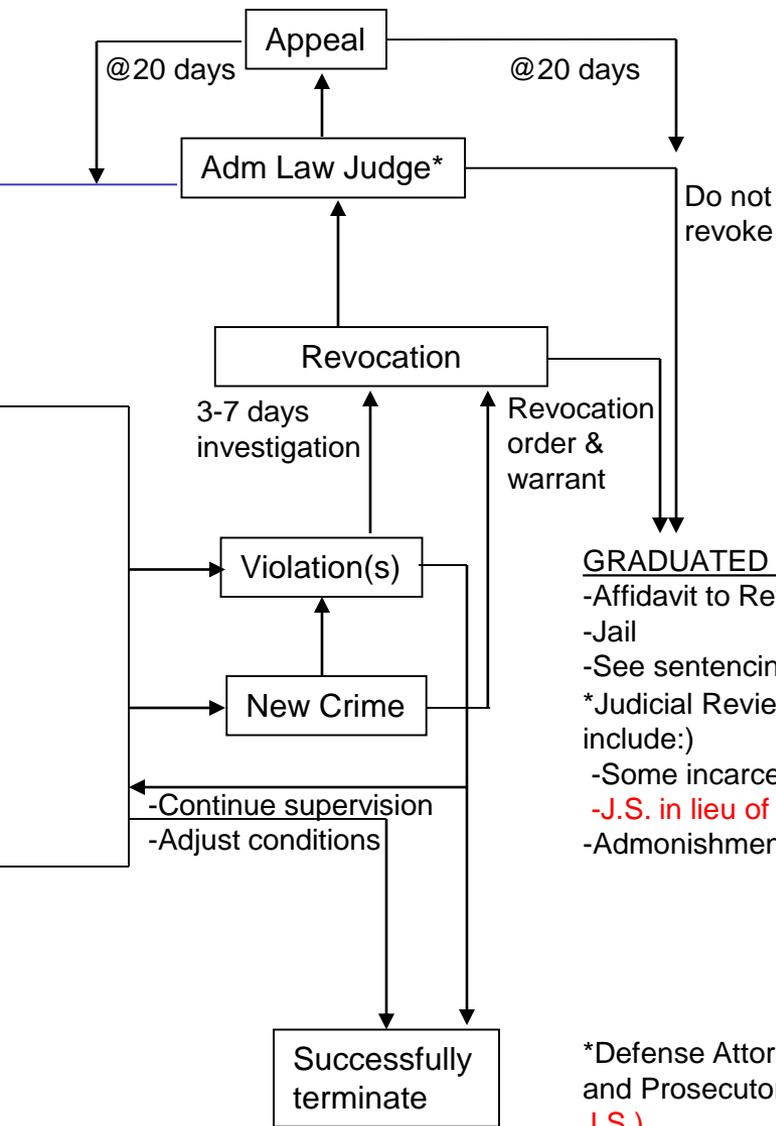 Appeal
@20 days
@20 days
Adm Law Judge*
Do not
revoke
Revocation
3-7 days
investigation
Revocation
order &
warrant
Violation(s)
New Crime
-Continue supervision
-Adjust conditions
Successfully
terminate
GRADUATED
-Affidavit to Re
-Jail
-See sentencin
*Judicial Revie
include:)
-Some incarce
-J.S. in lieu of
-Admonishmen
*Defense Attor
and Prosecutor
J.S.)